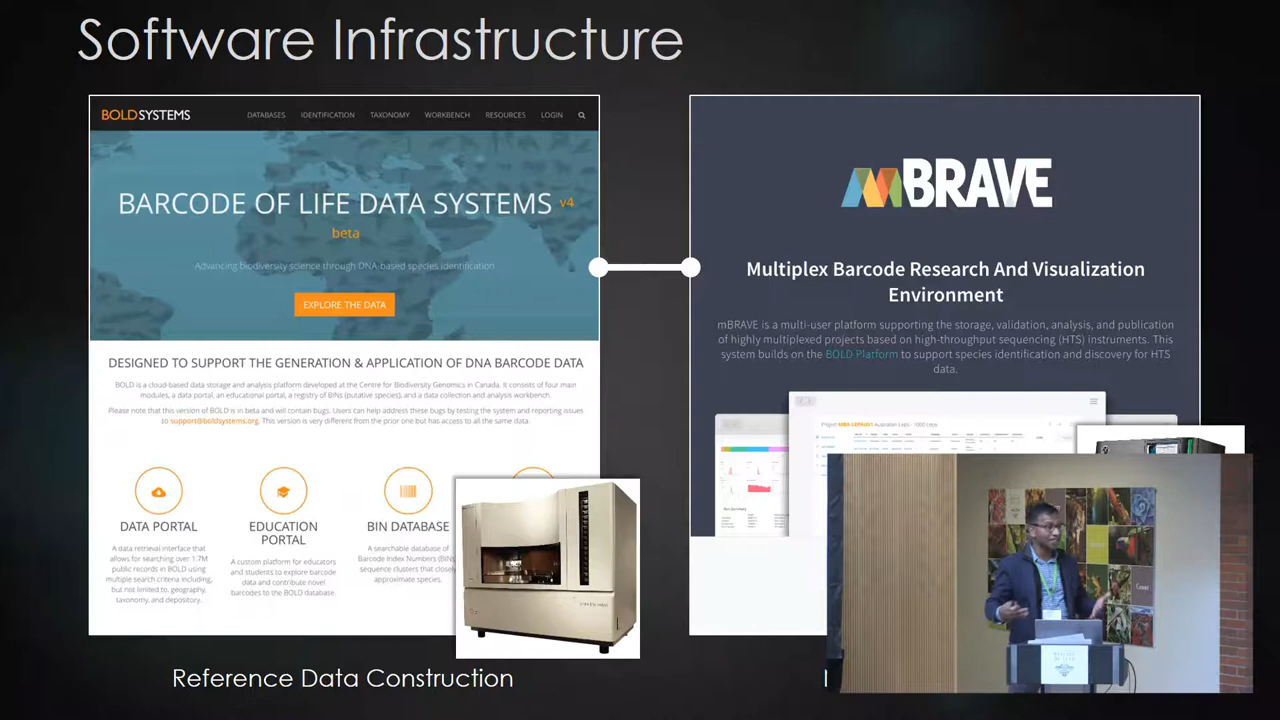 Software Infrastructure
BOLDSYSTEMS
DATABASES IDENTIFICATION TAXONOMY WORKBENCH RESOURCES LOGIN
BARCODE OF LIFE DATA SYSTEMS v4
beta
Advancing biodiversity science through DNA-based species identification
EXPLORE THE DATA
DESIGNED TO SUPPORT THE GENERATION & APPLICATION OF DNA BARCODE DATA
BOLD is a cloud-based data storage and analysis platform developed at the Centre for Biodiversity Genomics in Canada. It consists of four main
modules, a data portal, an educational portal, a registry of BINs (putative species), and a data collection and analysis workbench
Please note that this version of BOLD is in beta and will contain bugs. Users can help address these bugs by testing the system and reporting issues
to support@boldsystems.org. This version is very different from the prior one but has access to all the same data.
DATA PORTAL
A data retrieval interface that
allows for searching over 1.7M
public records in BOLD using
multiple search criteria including,
but not limited to, geography,
taxonomy, and depository.
EDUCATION
PORTAL
A custom platform for educators
and students to explore barcode
data and contribute novel
barcodes to the BOLD database.
BIN DATABASE
A searchable database of
Barcode Index Numbers (BINs)
sequence clusters that closely
approximate species.
Reference Data Construction
mBRAVE
Multiplex Barcode Research And Visualization
Environment
mBRAVE is a multi-user platform supporting the storage, validation, analysis, and publication
of highly multiplexed projects based on high-throughput sequencing (HTS) instruments. This
system builds on the BOLD Platform to support species identification and discovery for HTS
data.